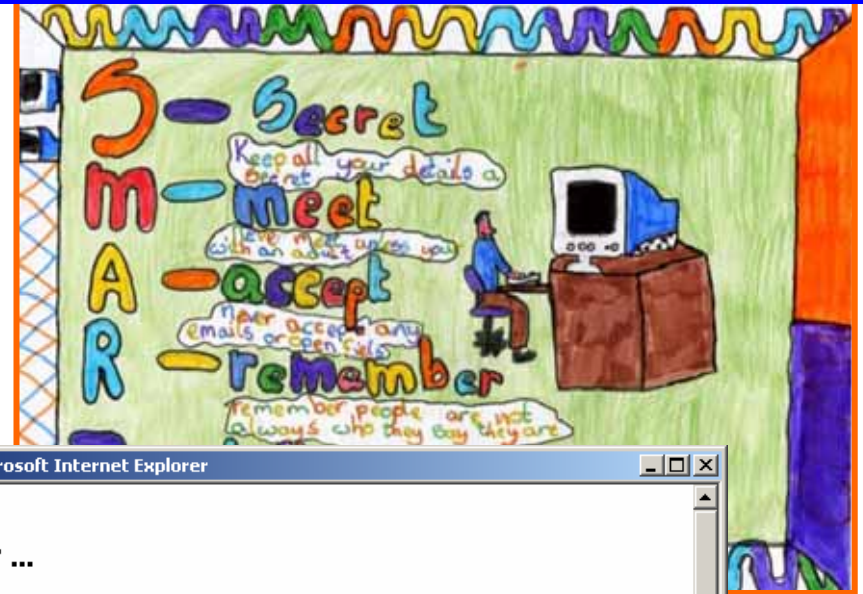 S – Secret
Keep all your details a
Secret
M – meet
meet unless you
with an adult
A – accept
never accept any
emails or open files
R – remember
remember people are not
always who they say they are
rosoft Internet Explorer
...